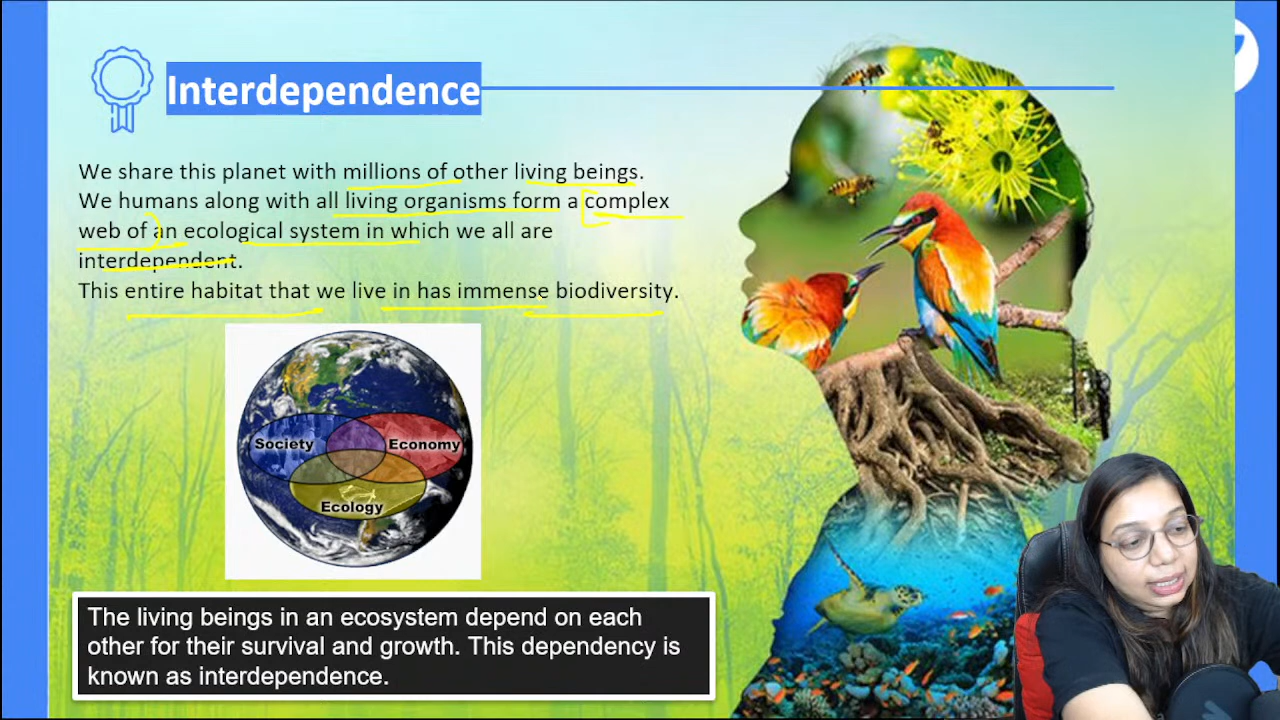 Interdependence
We share this planet with millions of other living beings.
We humans along with all living organisms form a complex
web of an ecological system in which we all are
interdependent.
This entire habitat that we live in has immense biodiversity.
Society
Economy
Ecology
The living beings in an ecosystem depend on each
other for their survival and growth. This dependency is
known as interdependence.